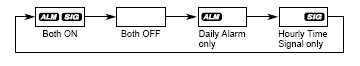 ALM SIG
ALM
SIG
Both ON
Both OFF
Daily Alarm
only
Hourly Time
Signal only